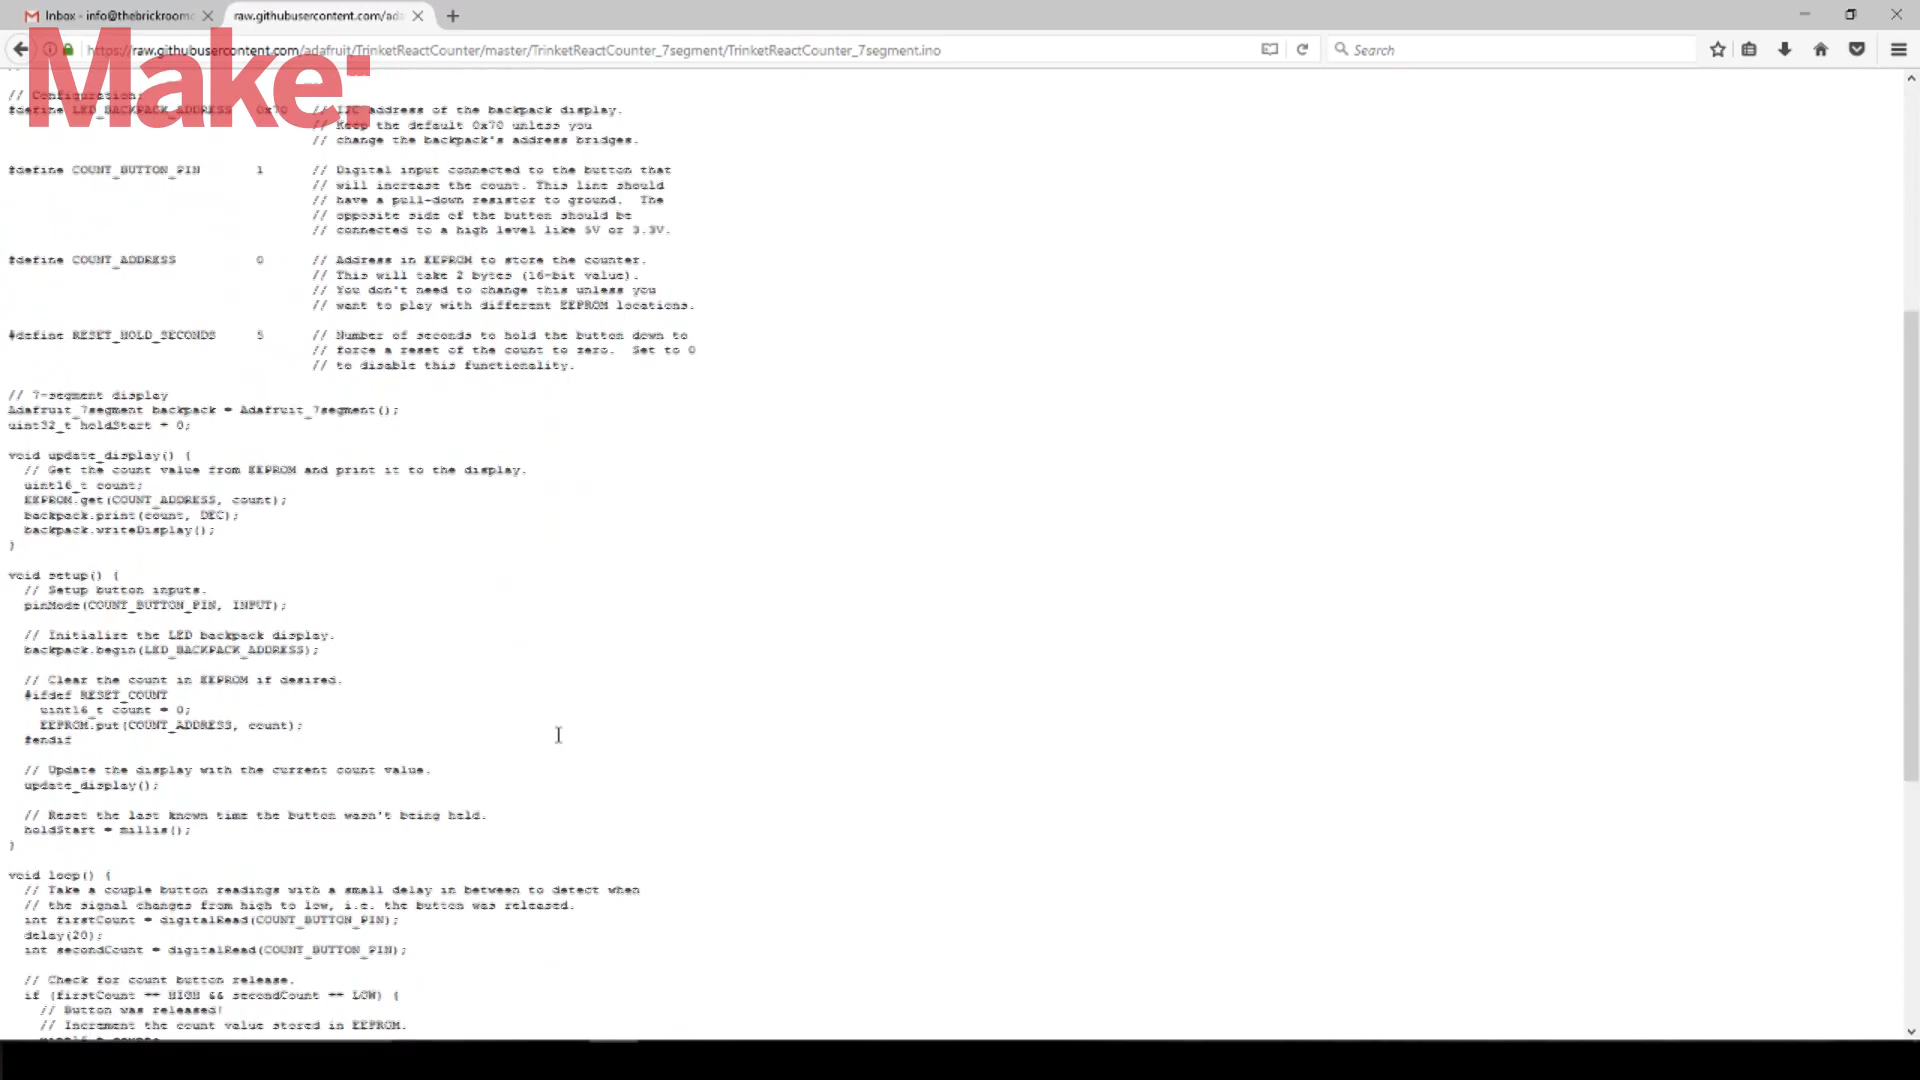 Inbox - info@thebrickroom
raw.githubusercontent.com/ada
https://raw.githubusercontent.com/adafruit/TrinketReactCounter/master/TrinketReactCounter_7segment/TrinketReactCounter_7segment.ino
Search
Make:
// Configuration:
#define LED_BACKPACK_ADDRESS 0x70 // I2C address of the backpack display.
// Keep the default 0x70 unless you
// change the backpack's address bridges.
#define COUNT_BUTTON_PIN 1 // Digital input connected to the button that
// will increase the count. This line should
// have a pull-down resistor to ground. The
// opposite side of the button should be
// connected to a high level like 5V or 3.3V.
#define COUNT_ADDRESS 0 // Address in EEPROM to store the counter.
// This will take 2 bytes (16-bit value).
// You don't need to change this unless you
// want to play with different EEPROM locations.
#define RESET_HOLD_SECONDS 5 // Number of seconds to hold the button down to
// force a reset of the count to zero. Set to 0
// to disable this functionality.
// 7-segment display
Adafruit_7segment backpack = Adafruit_7segment();
uint32_t holdStart = 0;
void update_display() {
// Get the count value from EEPROM and print it to the display.
uint16_t count;
EEPROM.get(COUNT_ADDRESS, count);
backpack.print(count, DEC);
backpack.writeDisplay();
}
void setup() {
// Setup button inputs.
pinMode(COUNT_BUTTON_PIN, INPUT);
// Initialize the LED backpack display.
backpack.begin(LED_BACKPACK_ADDRESS);
// Clear the count in EEPROM if desired.
#ifdef RESET_COUNT
uint16_t count = 0;
EEPROM.put(COUNT_ADDRESS, count);
#endif
// Update the display with the current count value.
update_display();
// Reset the last known time the button wasn't being held.
holdStart = millis();
}
void loop() {
// Take a couple button readings with a small delay in between to detect when
// the signal changes from high to low, i.e. the button was released.
int firstCount = digitalRead(COUNT_BUTTON_PIN);
delay(20);
int secondCount = digitalRead(COUNT_BUTTON_PIN);
// Check for count button release.
if (firstCount == HIGH && secondCount == LOW) {
// Button was released!
// Increment the count value stored in EEPROM.